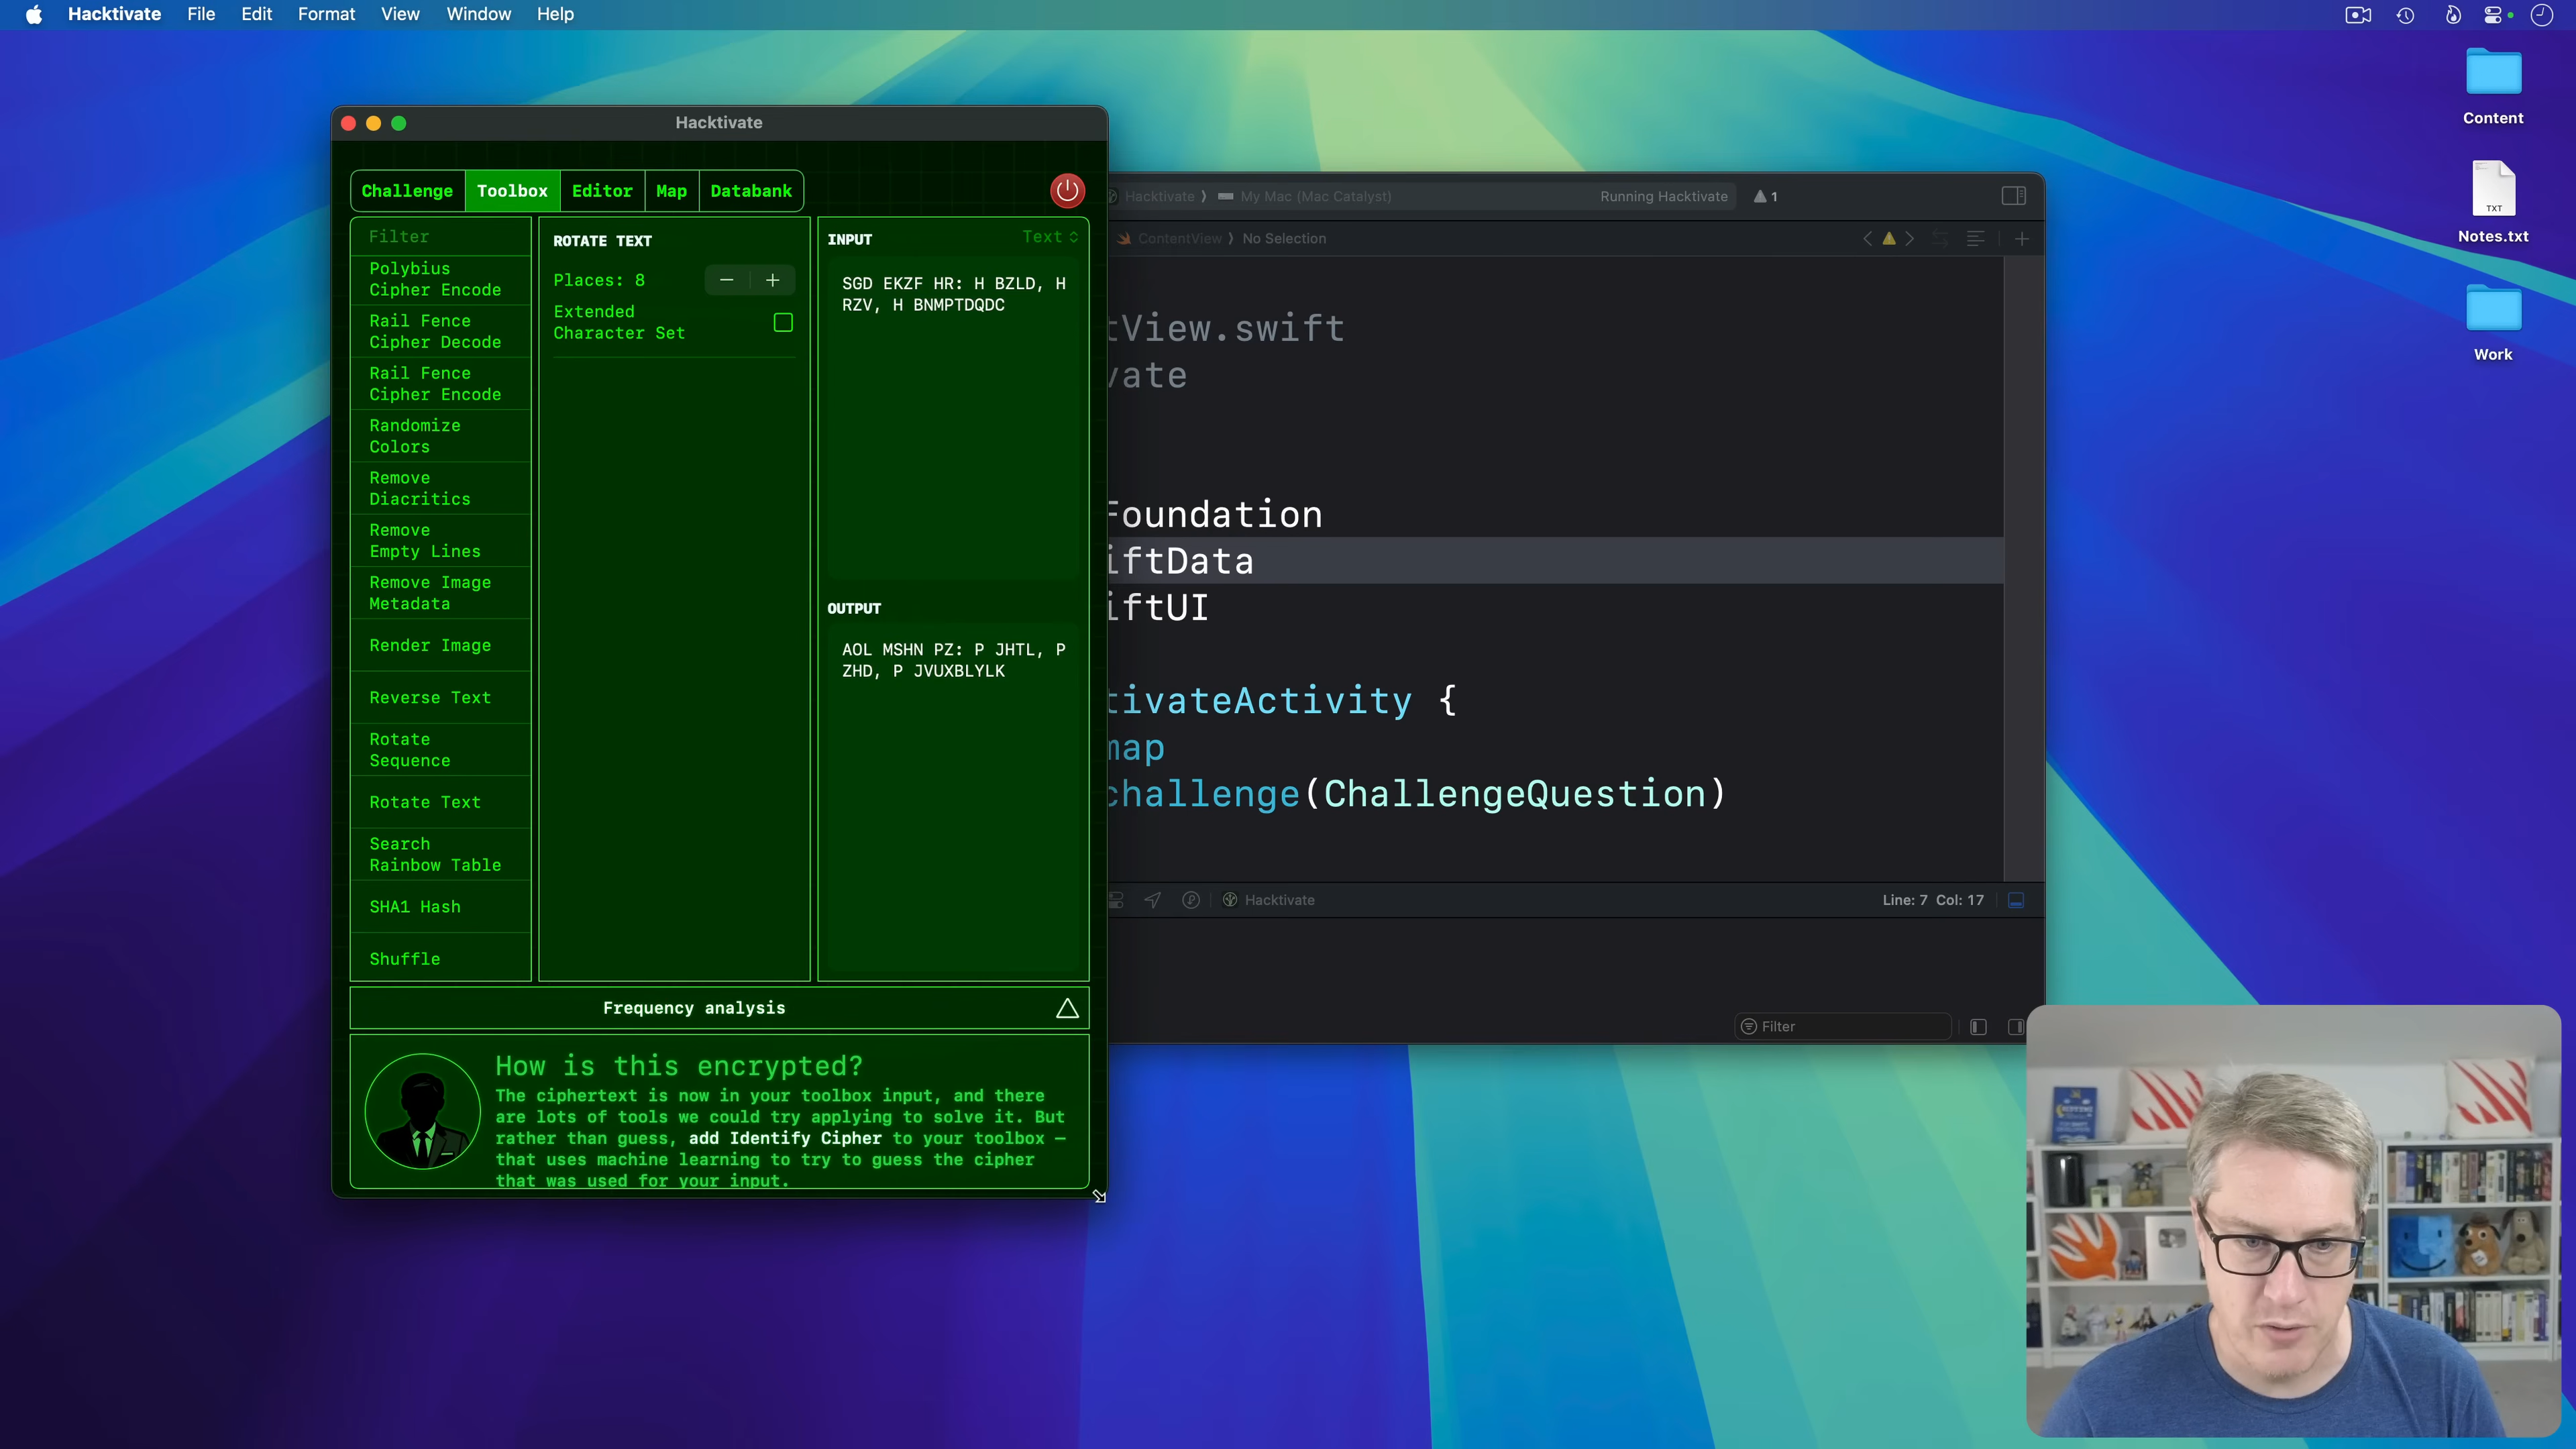 Hacktivate File Edit Format View Window Help
Content
Notes.txt
TXT
Work
Hacktivate
Challenge Toolbox Editor Map Databank
Filter
Polybius
Cipher Encode
Rail Fence
Cipher Decode
Rail Fence
Cipher Encode
Randomize
Colors
Remove
Diacritics
Remove
Empty Lines
Remove Image
Metadata
Render Image
Reverse Text
Rotate
Sequence
Rotate Text
Search
Rainbow Table
SHA1 Hash
Shuffle
ROTATE TEXT
Places: 8
Extended
Character Set
INPUT Text
SGD EKZF HR: H BZLD, H
RZV, H BNMPTDQDC
OUTPUT
AOL MSHN PZ: P JHTL, P
ZHD, P JVUXBLYLK
Frequency analysis
How is this encrypted?
The ciphertext is now in your toolbox input, and there
are lots of tools we could try applying to solve it. But
rather than guess, add Identify Cipher to your toolbox —
that uses machine learning to try to guess the cipher
that was used for your input.
Hacktivate ⟩ My Mac (Mac Catalyst) Running Hacktivate 1
ContentView ⟩ No Selection
tView.swift
vate
Foundation
iftData
iftUI
tivateActivity {
map
challenge(ChallengeQuestion)
Hacktivate Line: 7 Col: 17
Filter